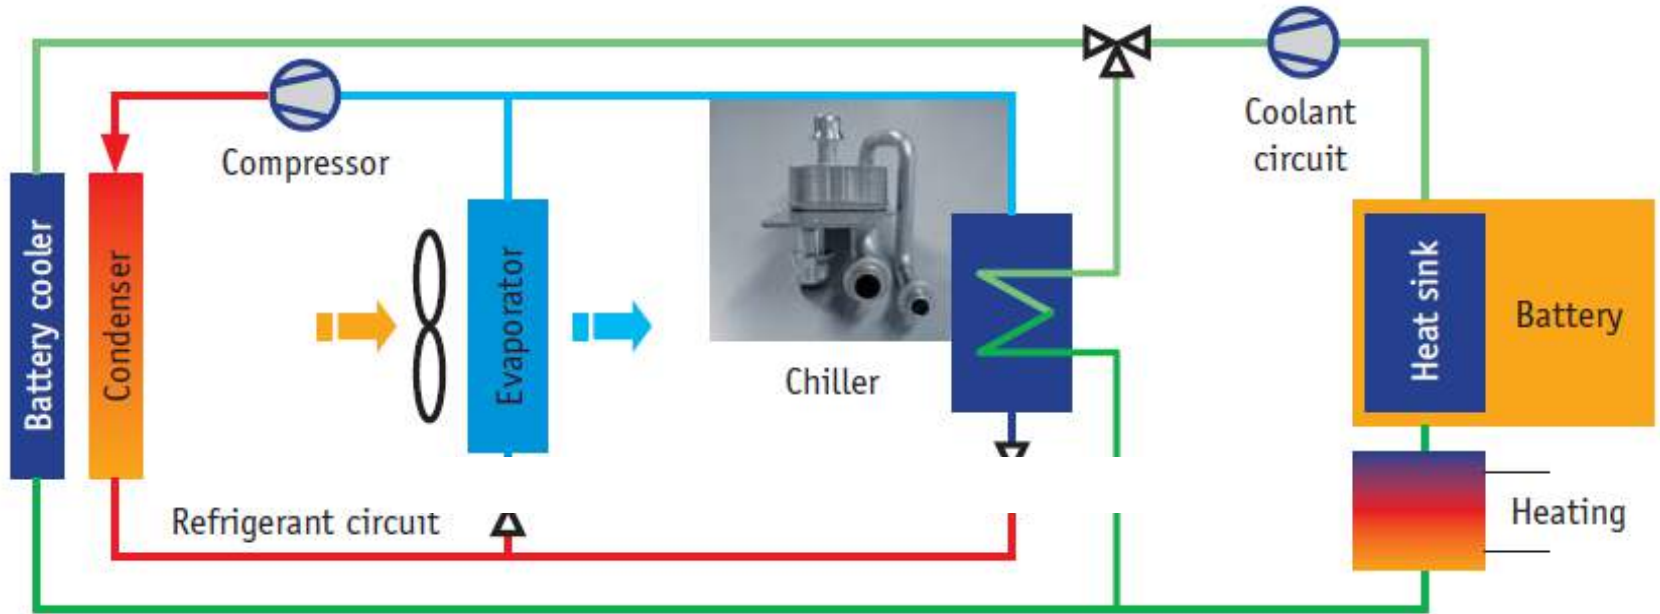 Compressor
Coolant
circuit
Battery cooler
Condenser
Evaporator
Chiller
Heat sink
Battery
Refrigerant circuit
Heating